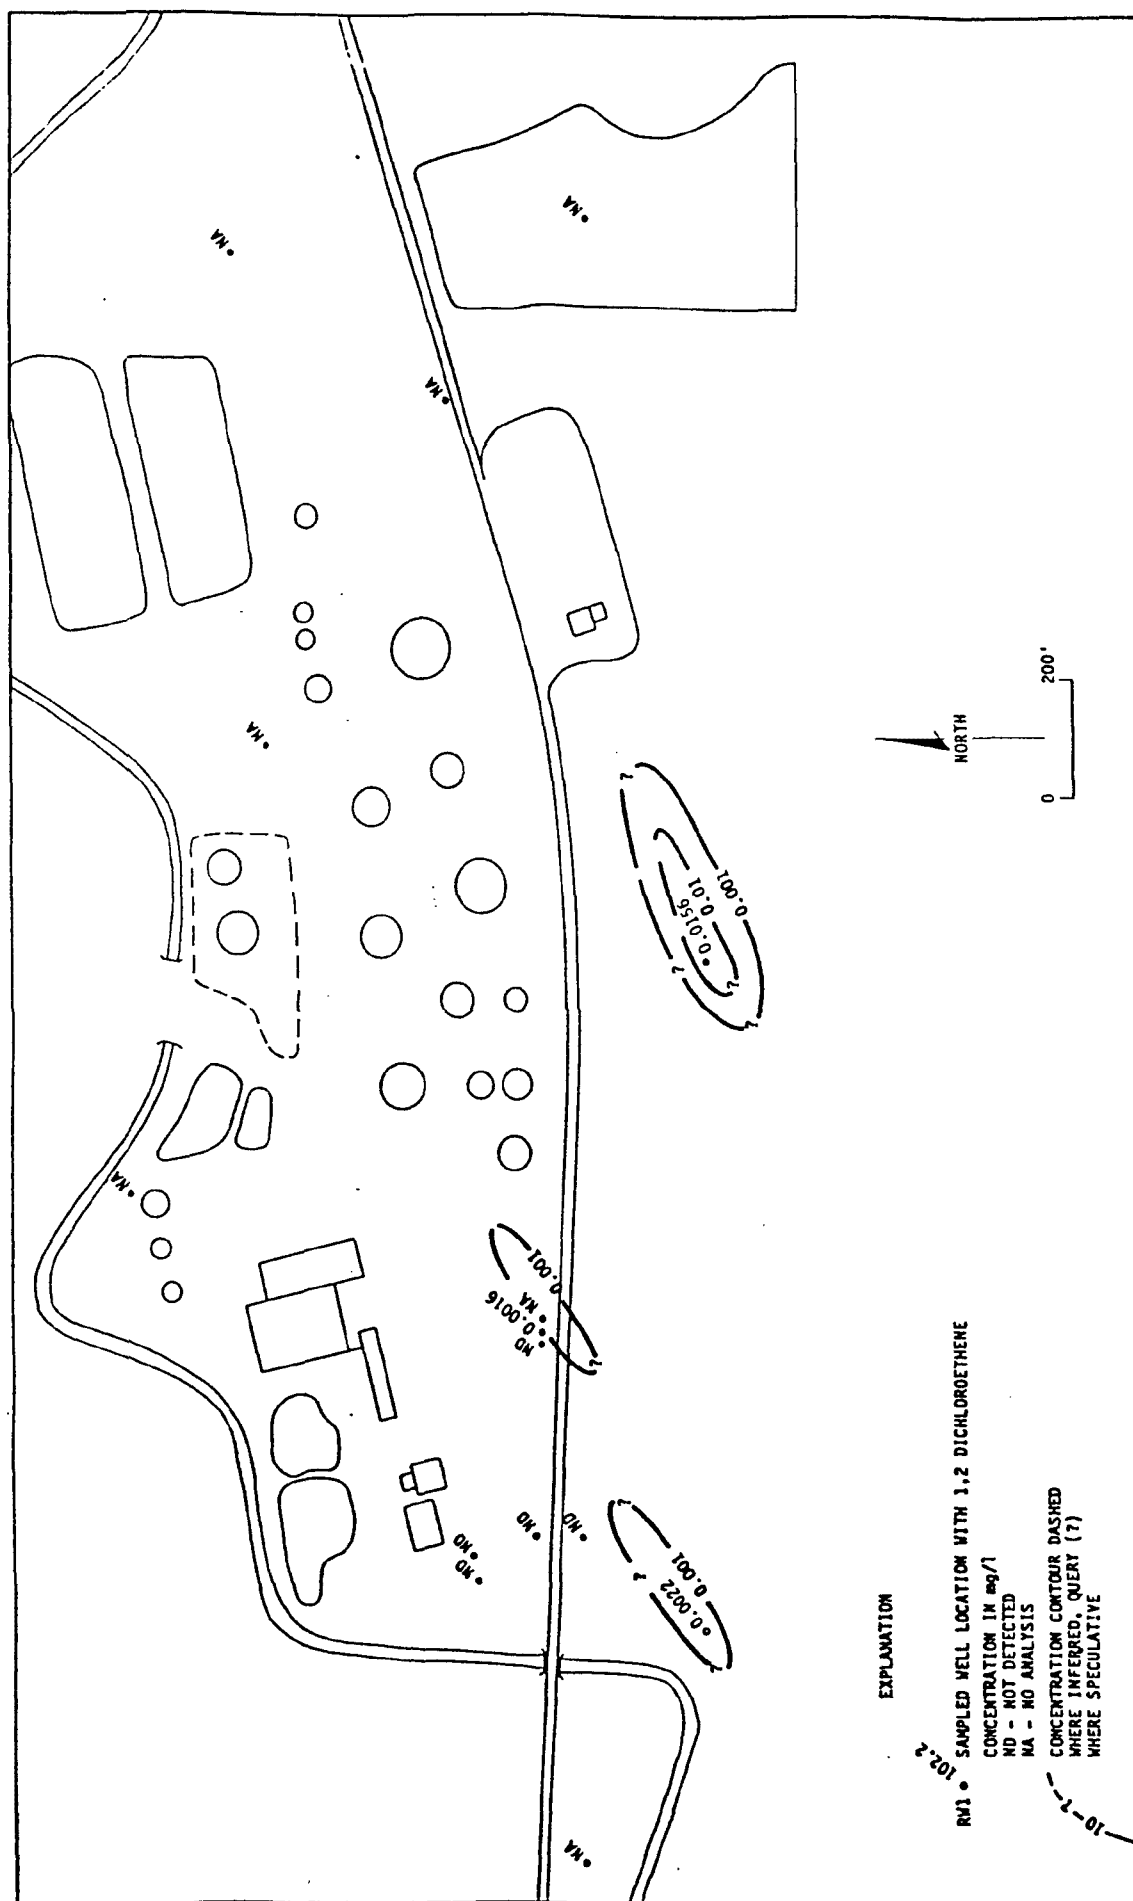 NA
NA
NA
NA
NA
ND
0.0016
NA
0.001
ND
ND
ND
ND
?
0.0022
0.001
?
?
?
?
0.0156
0.01
0.001
?
?
?
?
NA
NORTH
0
200'
EXPLANATION
RW1 102.2
SAMPLED WELL LOCATION WITH 1,2 DICHLOROETHENE
CONCENTRATION IN mg/l
ND - NOT DETECTED
NA - NO ANALYSIS
10 - ?
CONCENTRATION CONTOUR DASHED
WHERE INFERRED, QUERY (?)
WHERE SPECULATIVE